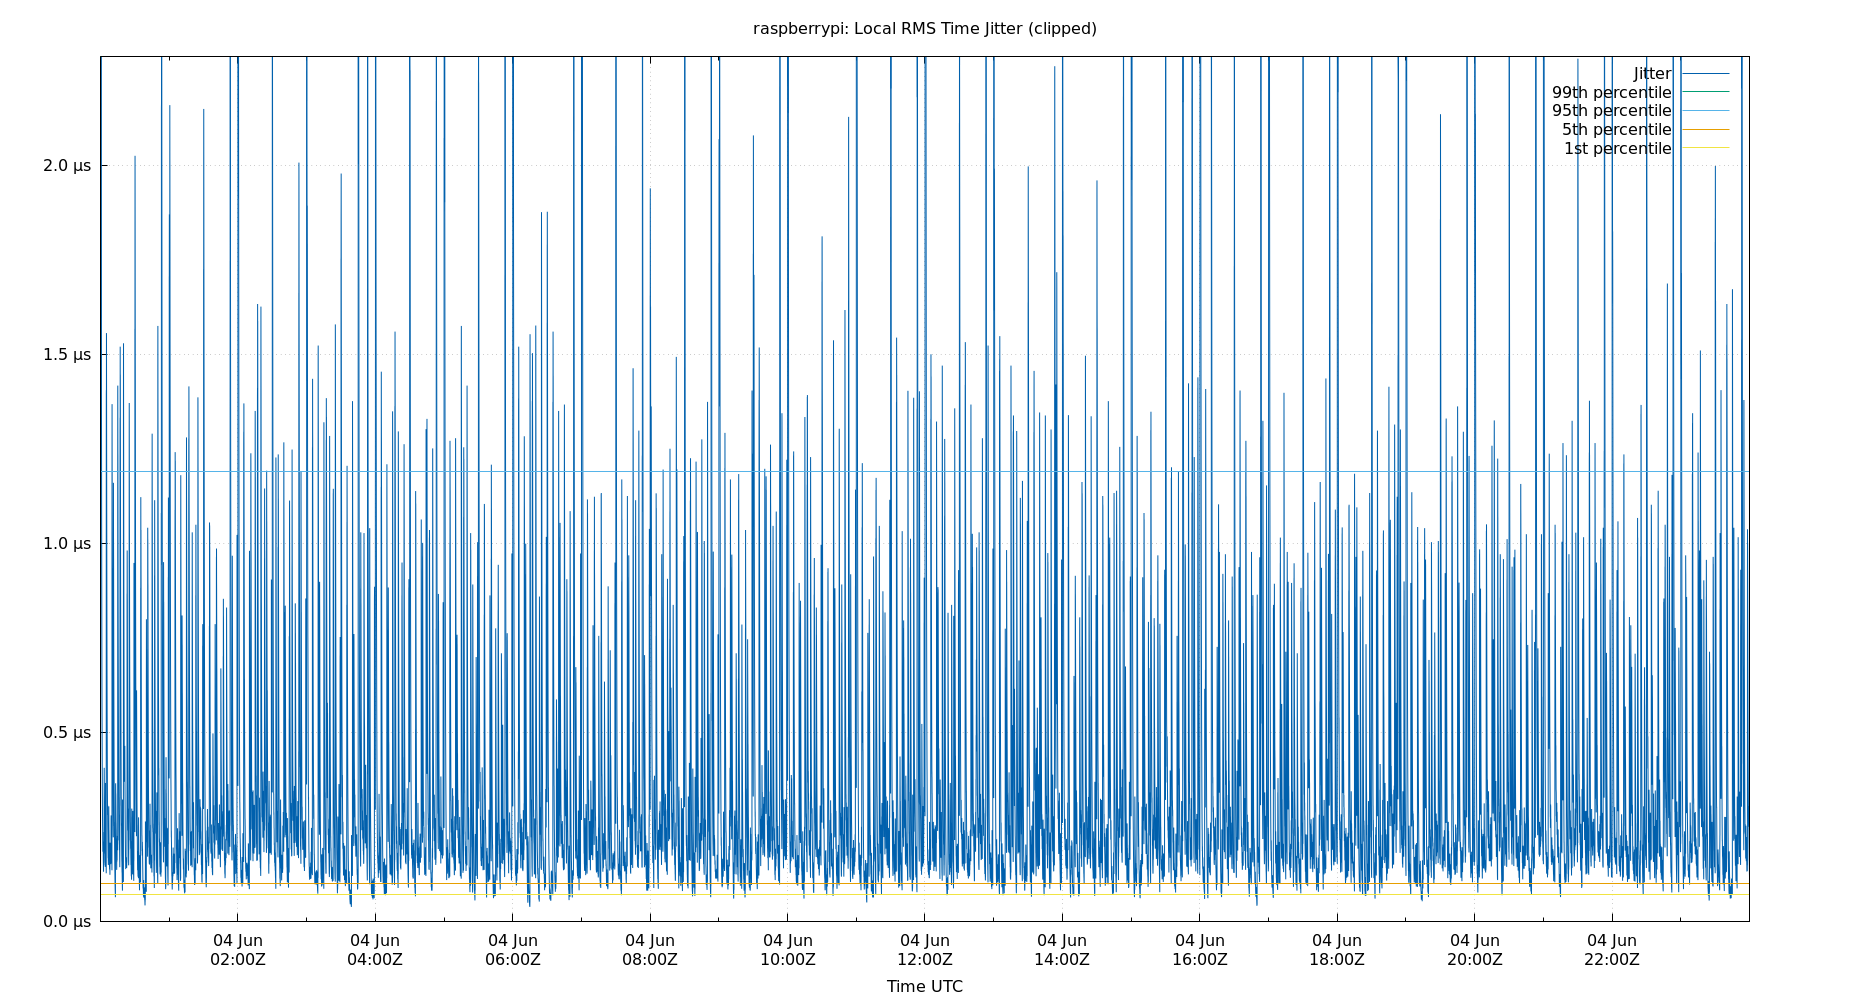 raspberrypi: Local RMS Time Jitter (clipped)
Jitter
99th percentile
95th percentile
5th percentile
1st percentile
2.0 µs
1.5 µs
1.0 µs
0.5 µs
0.0 µs
04 Jun 04 Jun 04 Jun 04 Jun 04 Jun 04 Jun 04 Jun 04 Jun 04 Jun 04 Jun 04 Jun
02:00Z 04:00Z 06:00Z 08:00Z 10:00Z 12:00Z 14:00Z 16:00Z 18:00Z 20:00Z 22:00Z
Time UTC